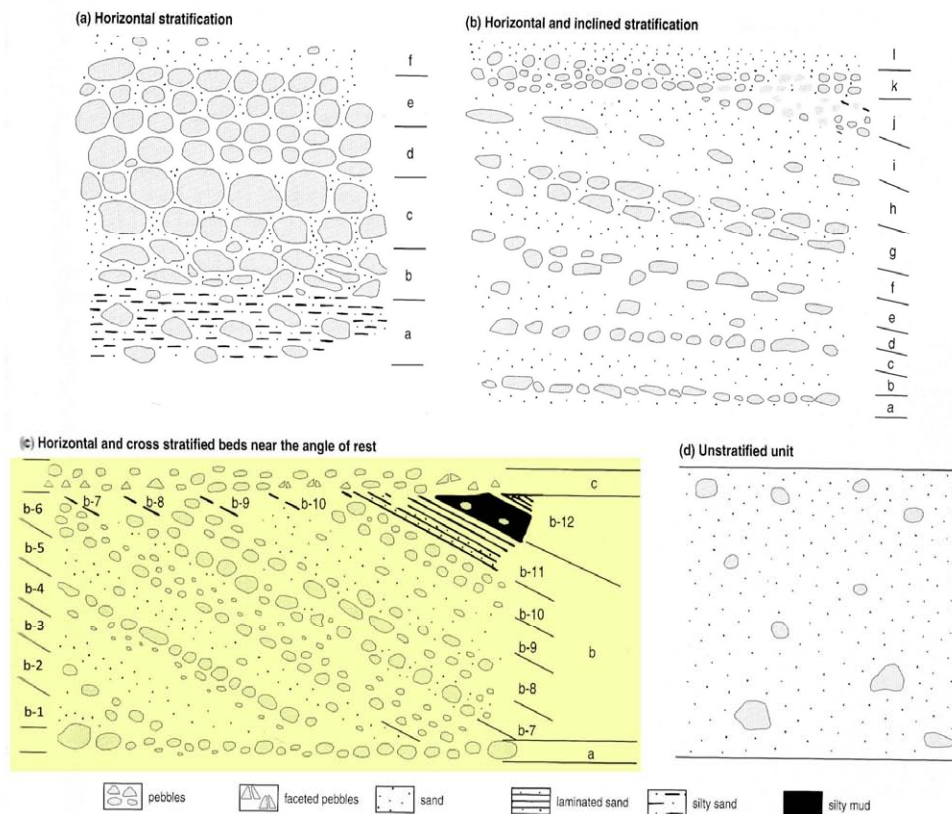 (a) Horizontal stratification
f
e
d
c
b
a
(b) Horizontal and inclined stratification
l
k
j
i
h
g
f
e
d
c
b
a
(c) Horizontal and cross stratified beds near the angle of rest
b-6
b-5
b-4
b-3
b-2
b-1
b-7
b-8
b-9
b-10
c
b-12
b-11
b-10
b-9
b
b-8
b-7
a
(d) Unstratified unit
pebbles
faceted pebbles
sand
laminated sand
silty sand
silty mud